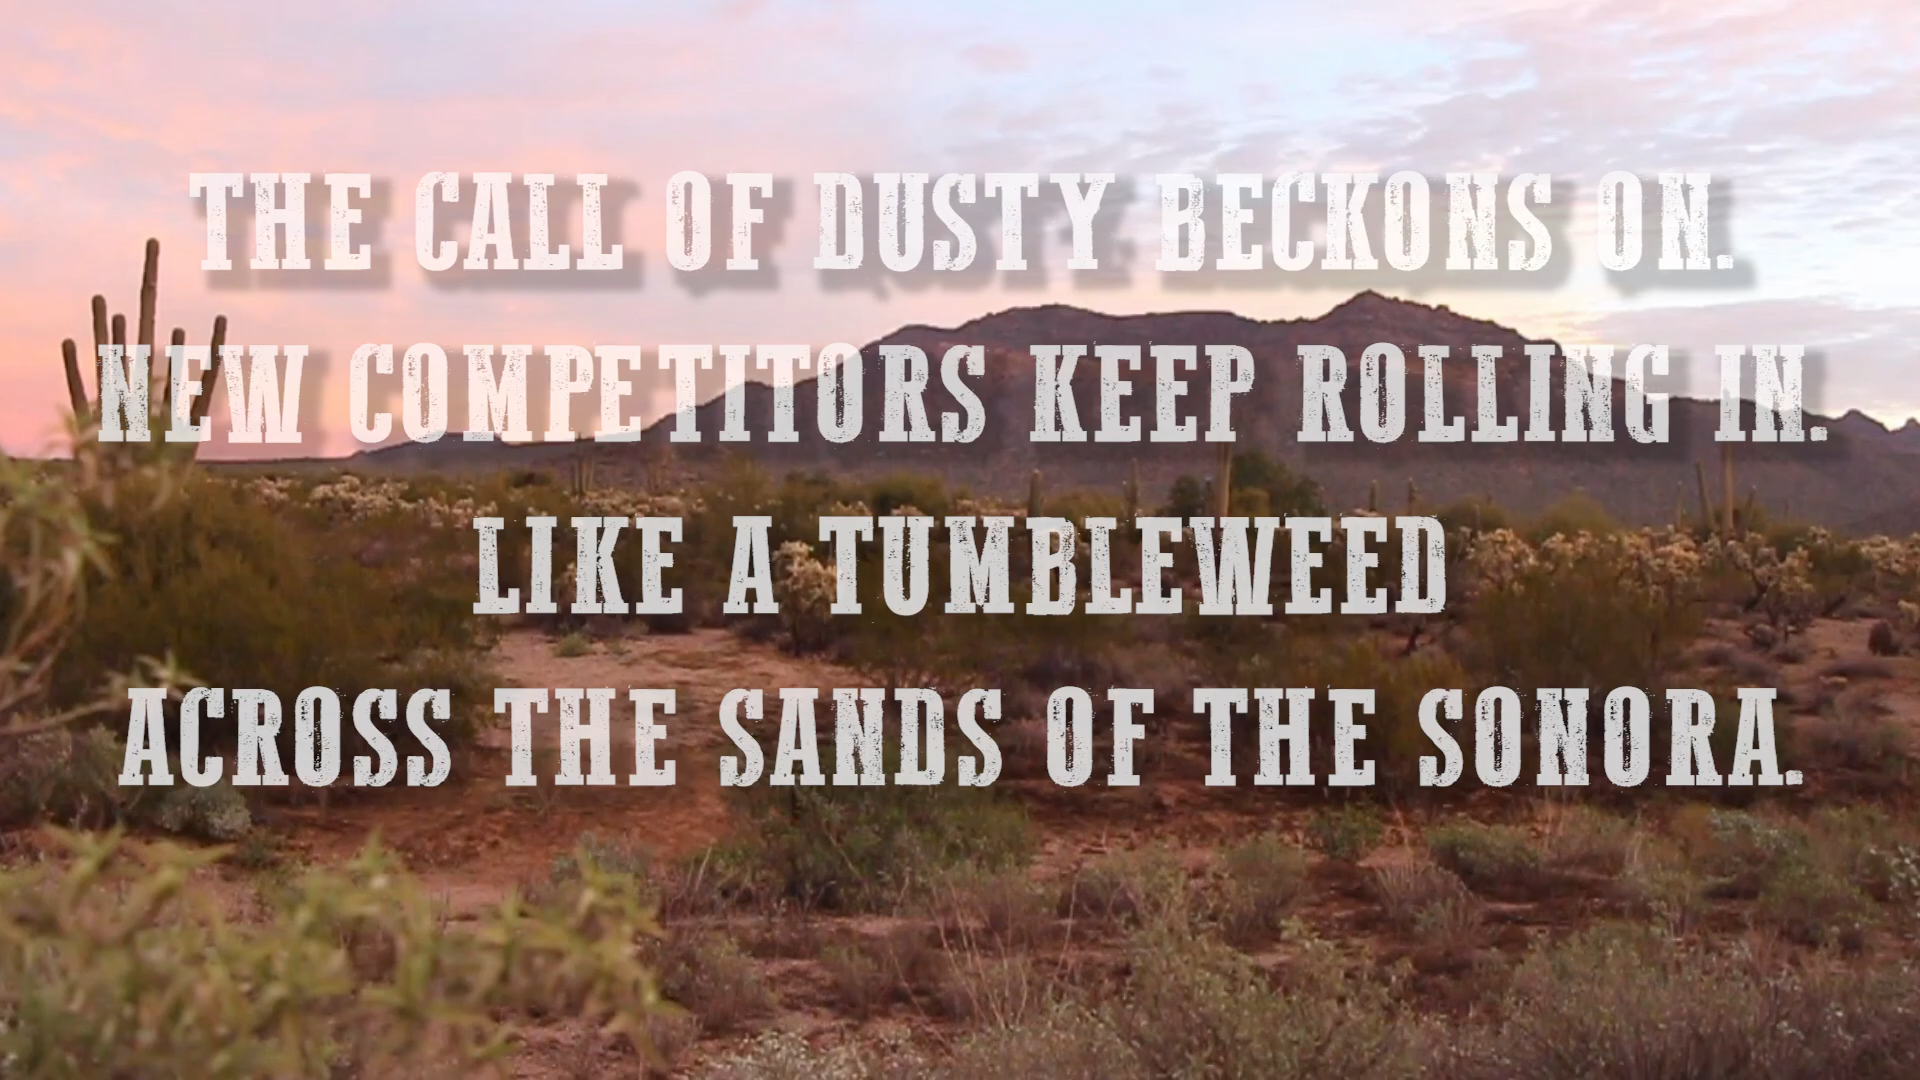 THE CALL OF DUSTY BECKONS ON.
NEW COMPETITORS KEEP ROLLING IN.
LIKE A TUMBLEWEED
ACROSS THE SANDS OF THE SONORA.